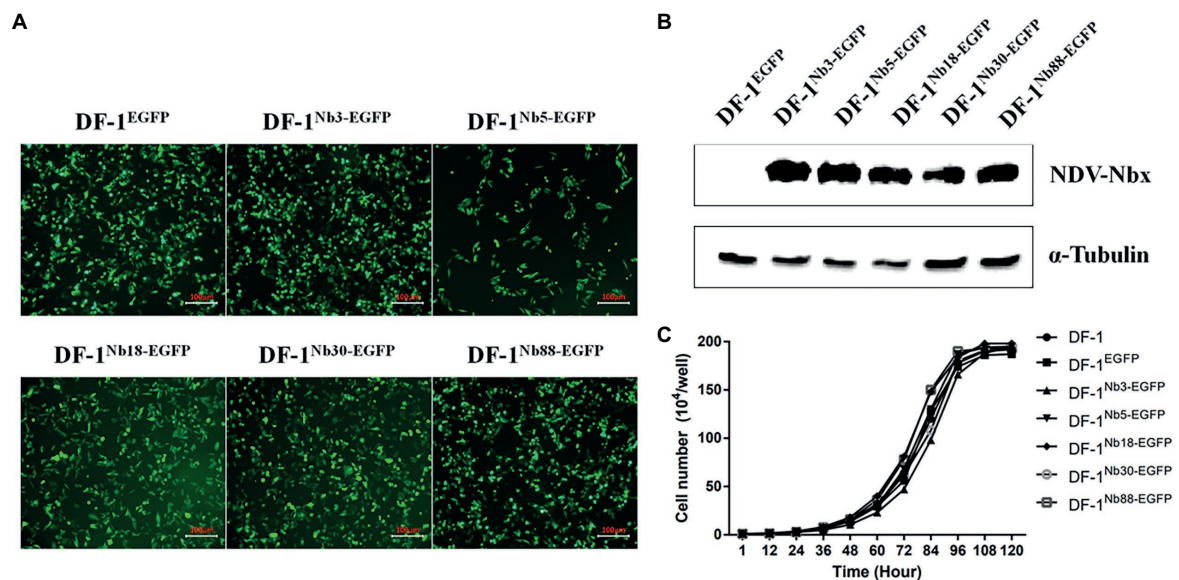 A
DF-1EGFP
DF-1Nb3-EGFP
DF-1Nb5-EGFP
100μm
100μm
100μm
DF-1Nb18-EGFP
DF-1Nb30-EGFP
DF-1Nb88-EGFP
100μm
100μm
100μm
B
DF-1EGFP
DF-1Nb3-EGFP
DF-1Nb5-EGFP
DF-1Nb18-EGFP
DF-1Nb30-EGFP
DF-1Nb88-EGFP
NDV-Nbx
α-Tubulin
C
Cell number (10⁴/well)
200
150
100
50
0
1 12 24 36 48 60 72 84 96 108 120
Time (Hour)
DF-1
DF-1EGFP
DF-1Nb3-EGFP
DF-1Nb5-EGFP
DF-1Nb18-EGFP
DF-1Nb30-EGFP
DF-1Nb88-EGFP